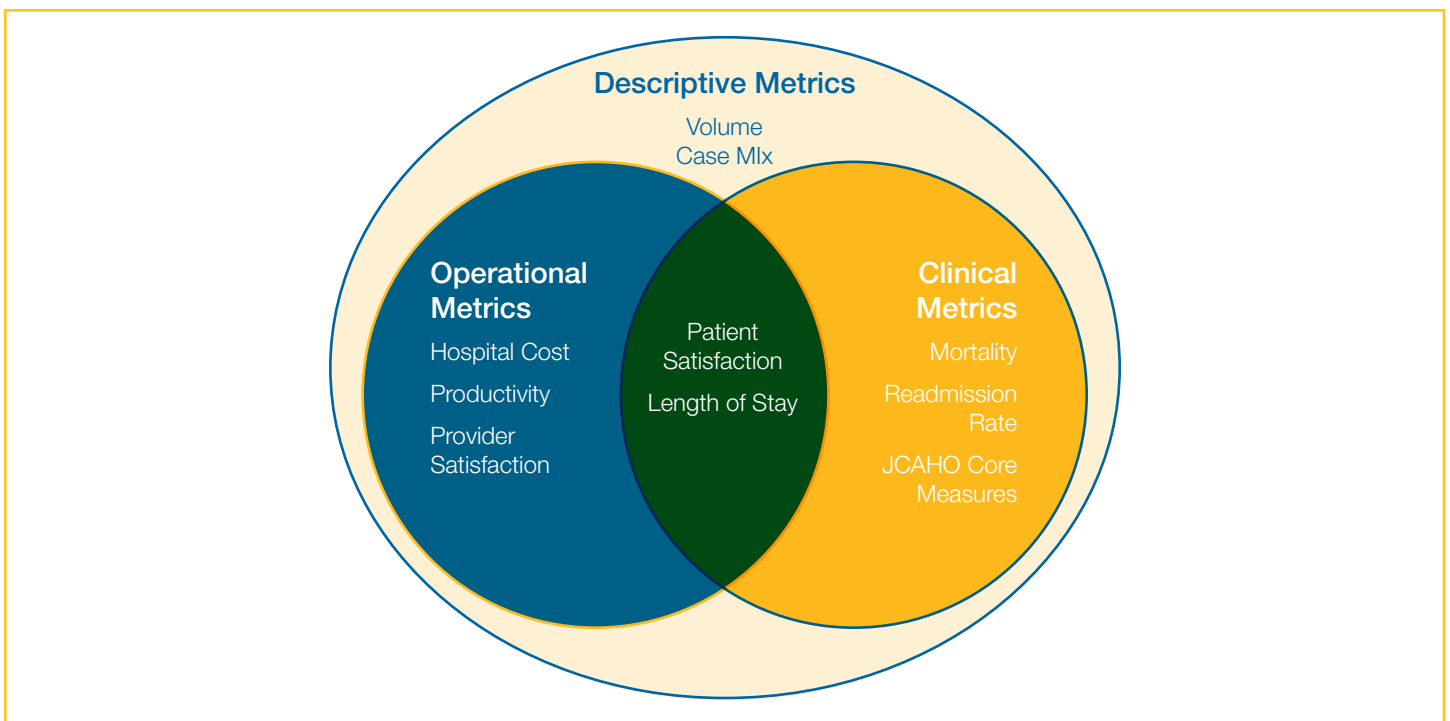 Descriptive Metrics
Volume
Case MIx
Operational
Metrics
Hospital Cost
Productivity
Provider
Satisfaction
Patient
Satisfaction
Length of Stay
Clinical
Metrics
Mortality
Readmission
Rate
JCAHO Core
Measures